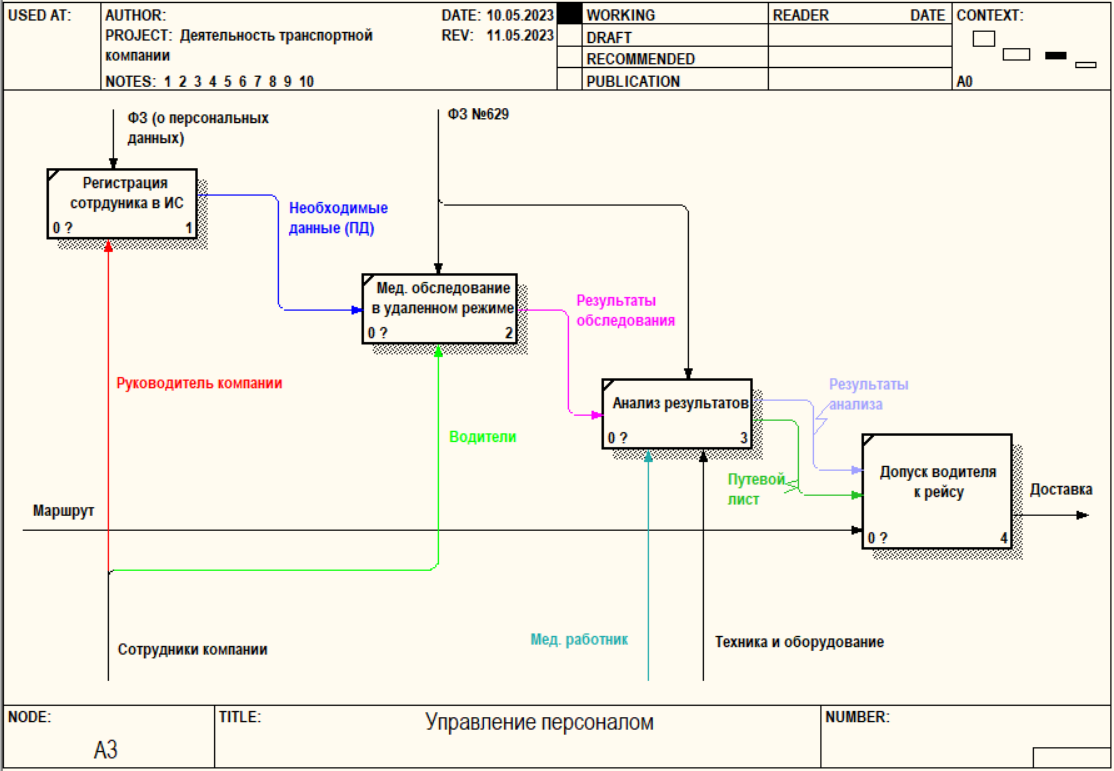 USED AT:
AUTHOR:
DATE: 10.05.2023
PROJECT: Деятельность транспортной
компании
REV: 11.05.2023
NOTES: 1 2 3 4 5 6 7 8 9 10
WORKING
DRAFT
RECOMMENDED
PUBLICATION
READER
DATE
CONTEXT:
A0
ФЗ (о персональных
данных)
ФЗ №629
Регистрация
сотрдуника в ИС
0 ?
1
Необходимые
данные (ПД)
Мед. обследование
в удаленном режиме
0 ?
2
Результаты
обследования
Руководитель компании
Водители
Анализ результатов
0 ?
3
Результаты
анализа
Путевой
лист
Допуск водителя
к рейсу
0 ?
4
Доставка
Маршрут
Сотрудники компании
Мед. работник
Техника и оборудование
NODE:
А3
TITLE:
Управление персоналом
NUMBER: